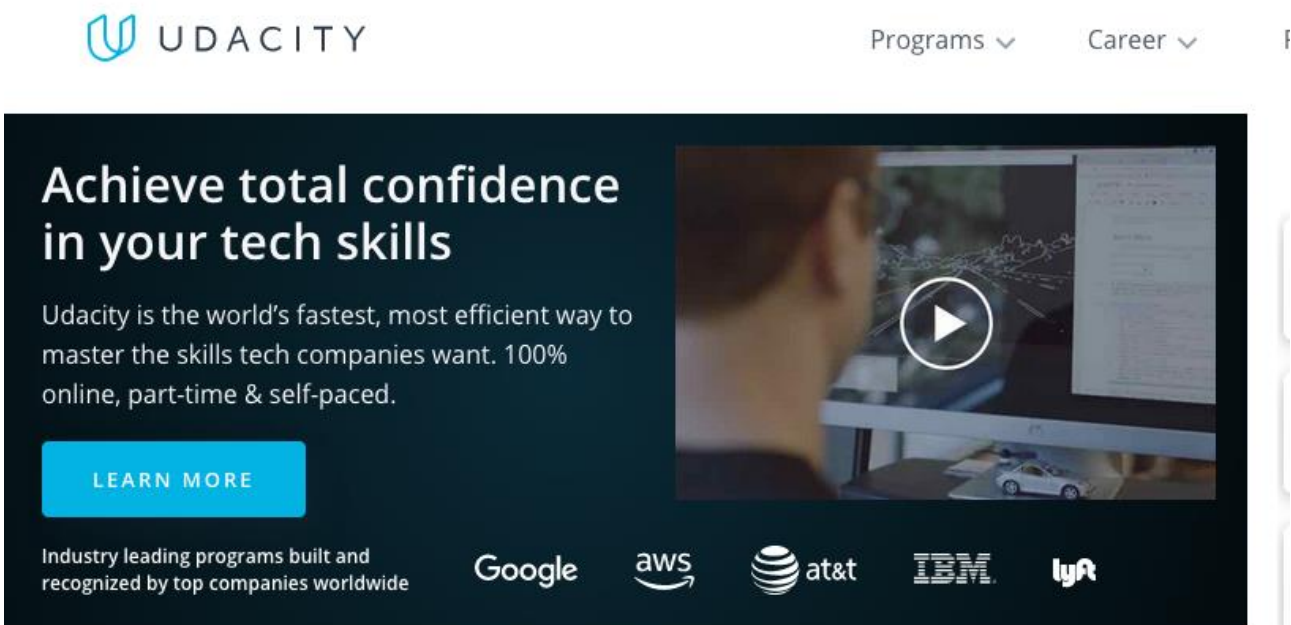 UDACITY
Programs
Career
Achieve total confidence
in your tech skills
Udacity is the world's fastest, most efficient way to
master the skills tech companies want. 100%
online, part-time & self-paced.
LEARN MORE
Industry leading programs built and
recognized by top companies worldwide
Google
aws
at&t
IBM
lyft